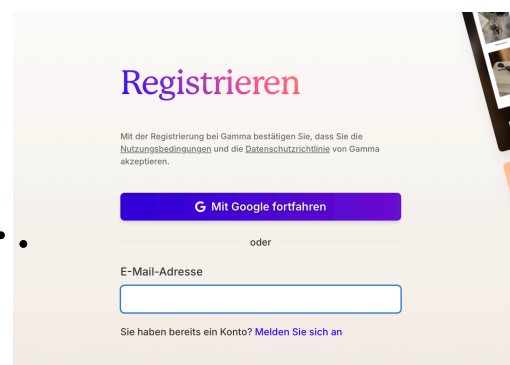 Registrieren
Mit der Registrierung bei Gamma bestätigen Sie, dass Sie die
Nutzungsbedingungen und die Datenschutzrichtlinie von Gamma
akzeptieren.
Mit Google fortfahren
oder
E-Mail-Adresse
Sie haben bereits ein Konto? Melden Sie sich an